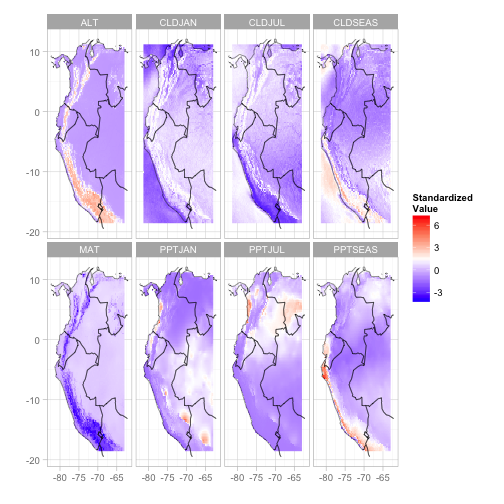 ALT CLDJAN CLDJUL CLDSEAS
10
0
-10
-20
MAT PPTJAN PPTJUL PPTSEAS
10
0
-10
-20
-80 -75 -70 -65 -80 -75 -70 -65 -80 -75 -70 -65 -80 -75 -70 -65
Standardized
Value
6
3
0
-3